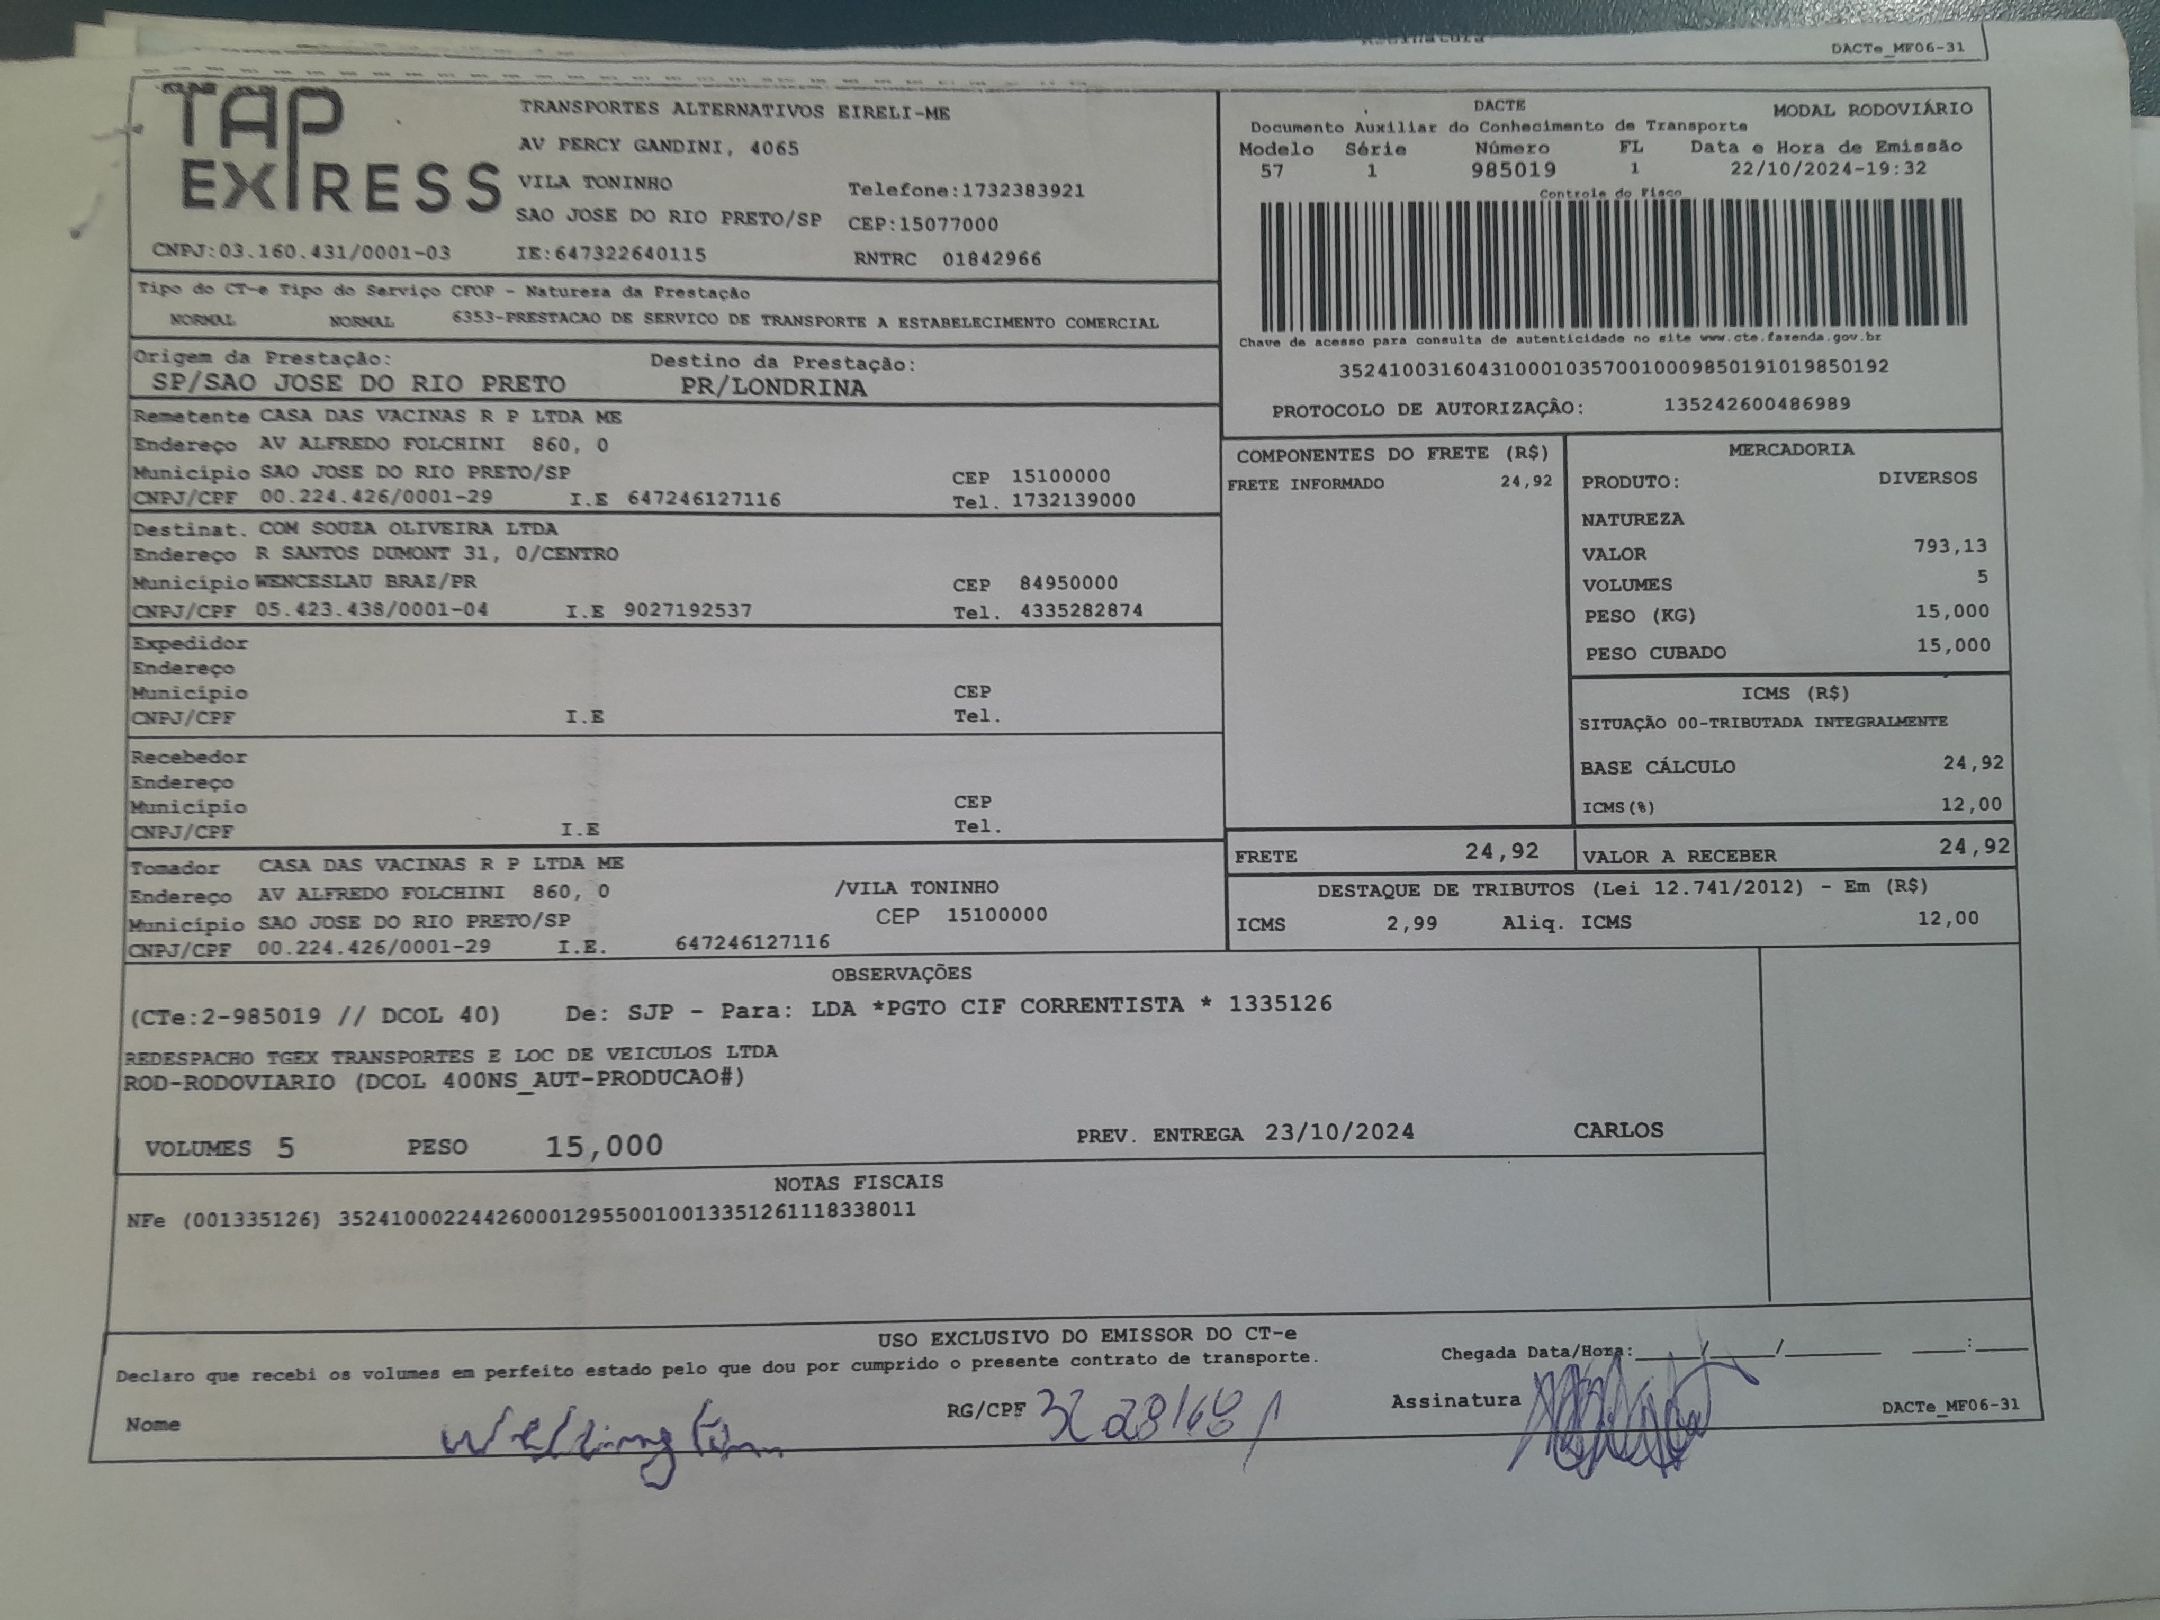 DACTe_MF06-31
TAP EXPRESS
TRANSPORTES ALTERNATIVOS EIRELI-ME
AV PERCY GANDINI, 4065
VILA TONINHO Telefone:1732383921
SAO JOSE DO RIO PRETO/SP CEP:15077000
CNPJ:03.160.431/0001-03 IE:647322640115 RNTRC 01842966
DACTE MODAL RODOVIÁRIO
Documento Auxiliar do Conhecimento de Transporte
Modelo Série Número FL Data e Hora de Emissão
57 1 985019 1 22/10/2024-19:32
Controle do Fisco
Chave de acesso para consulta de autenticidade no site www.cte.fazenda.gov.br
35241003160431000103570010009850191019850192
PROTOCOLO DE AUTORIZAÇÃO: 135242600486989
Tipo do CT-e Tipo do Serviço CFOP - Natureza da Prestação
NORMAL NORMAL 6353-PRESTACAO DE SERVICO DE TRANSPORTE A ESTABELECIMENTO COMERCIAL
Origem da Prestação: Destino da Prestação:
SP/SAO JOSE DO RIO PRETO PR/LONDRINA
Remetente CASA DAS VACINAS R P LTDA ME
Endereço AV ALFREDO FOLCHINI 860, 0
Município SAO JOSE DO RIO PRETO/SP CEP 15100000
CNPJ/CPF 00.224.426/0001-29 I.E 647246127116 Tel. 1732139000
Destinat. COM SOUZA OLIVEIRA LTDA
Endereço R SANTOS DUMONT 31, 0/CENTRO
Município WENCESLAU BRAZ/PR CEP 84950000
CNPJ/CPF 05.423.438/0001-04 I.E 9027192537 Tel. 4335282874
Expedidor
Endereço
Município CEP
CNPJ/CPF I.E Tel.
Recebedor
Endereço
Município CEP
CNPJ/CPF I.E Tel.
Tomador CASA DAS VACINAS R P LTDA ME
Endereço AV ALFREDO FOLCHINI 860, 0 /VILA TONINHO
Município SAO JOSE DO RIO PRETO/SP CEP 15100000
CNPJ/CPF 00.224.426/0001-29 I.E. 647246127116
COMPONENTES DO FRETE (R$)
FRETE INFORMADO 24,92
MERCADORIA
PRODUTO: DIVERSOS
NATUREZA
VALOR 793,13
VOLUMES 5
PESO (KG) 15,000
PESO CUBADO 15,000
ICMS (R$)
SITUAÇÃO 00-TRIBUTADA INTEGRALMENTE
BASE CÁLCULO 24,92
ICMS(%) 12,00
FRETE 24,92 VALOR A RECEBER 24,92
DESTAQUE DE TRIBUTOS (Lei 12.741/2012) - Em (R$)
ICMS 2,99 Aliq. ICMS 12,00
OBSERVAÇÕES
(CTe:2-985019 // DCOL 40) De: SJP - Para: LDA *PGTO CIF CORRENTISTA * 1335126
REDESPACHO TGEX TRANSPORTES E LOC DE VEICULOS LTDA
ROD-RODOVIARIO (DCOL 400NS_AUT-PRODUCAO#)
VOLUMES 5 PESO 15,000 PREV. ENTREGA 23/10/2024 CARLOS
NOTAS FISCAIS
NFe (001335126) 35241000224426000129550010013351261118338011
USO EXCLUSIVO DO EMISSOR DO CT-e
Declaro que recebi os volumes em perfeito estado pelo que dou por cumprido o presente contrato de transporte. Chegada Data/Hora:____/____/____ ___:___
Nome Wellington RG/CPF Assinatura DACTe_MF06-31